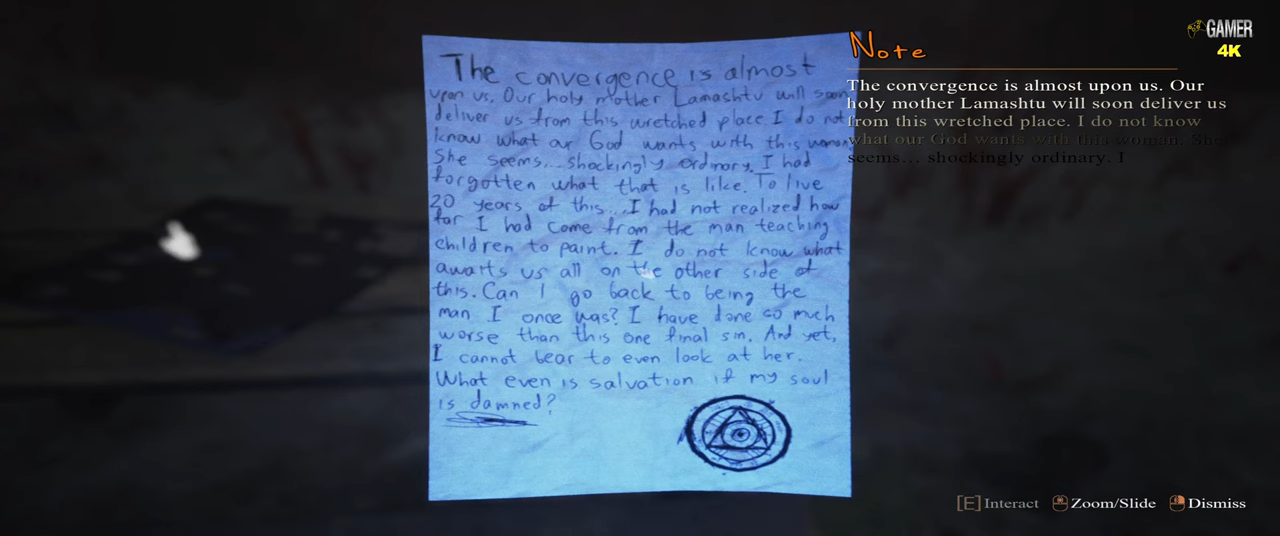 The convergence is almost
upon us. Our holy mother Lamashtu will soon
deliver us from this wretched place I do not
know what our God wants with this woman
She seems... shockingly ordinary. I had
forgotten what that is like. To live
20 years of this... I had not realized how
far I had come from the man teaching
children to paint. I do not know what
awaits us all on the other side of
this. Can I go back to being the
man I once was? I have done so much
worse than this one final sin. And yet,
I cannot bear to even look at her.
What even is salvation if my soul
is damned?
Note
The convergence is almost upon us. Our
holy mother Lamashtu will soon deliver us
from this wretched place. I do not know
what our God wants with this woman. She
seems... shockingly ordinary. I
GAMER
4K
[E] Interact
Zoom/Slide
Dismiss